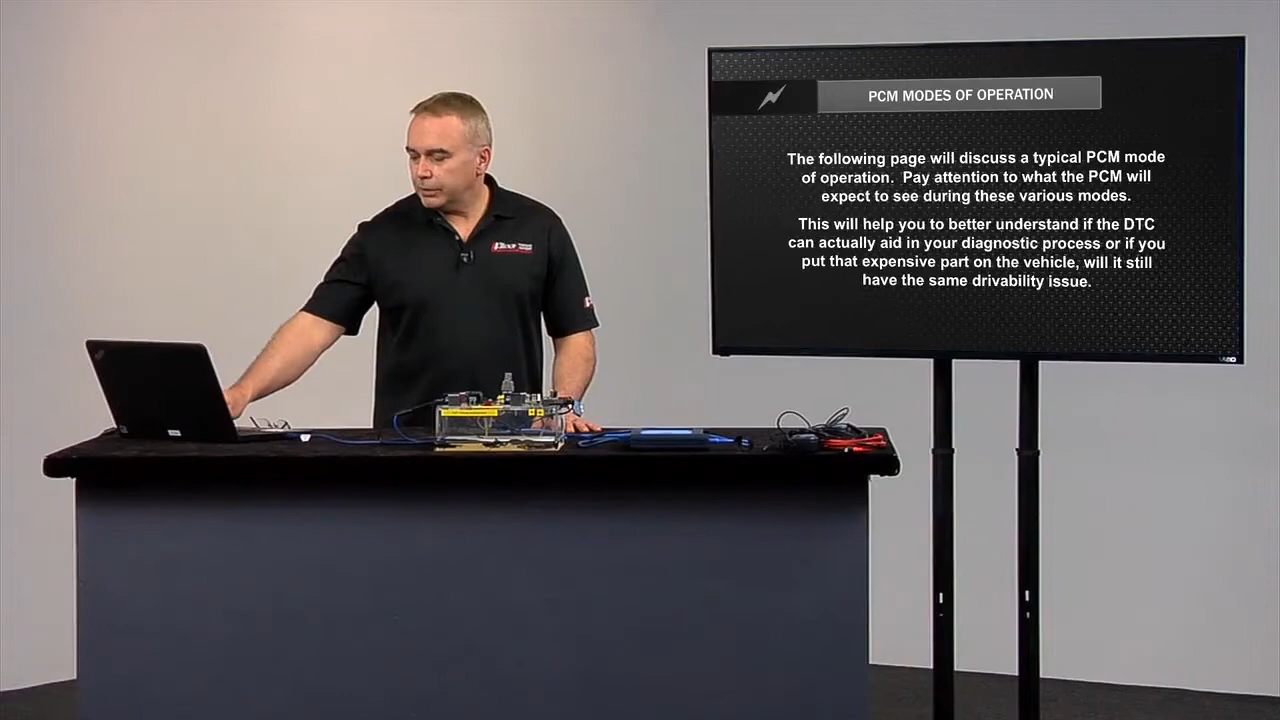 PCM MODES OF OPERATION
The following page will discuss a typical PCM mode
of operation.  Pay attention to what the PCM will
expect to see during these various modes.
This will help you to better understand if the DTC
can actually aid in your diagnostic process or if you
put that expensive part on the vehicle, will it still
have the same drivability issue.
VIZIO